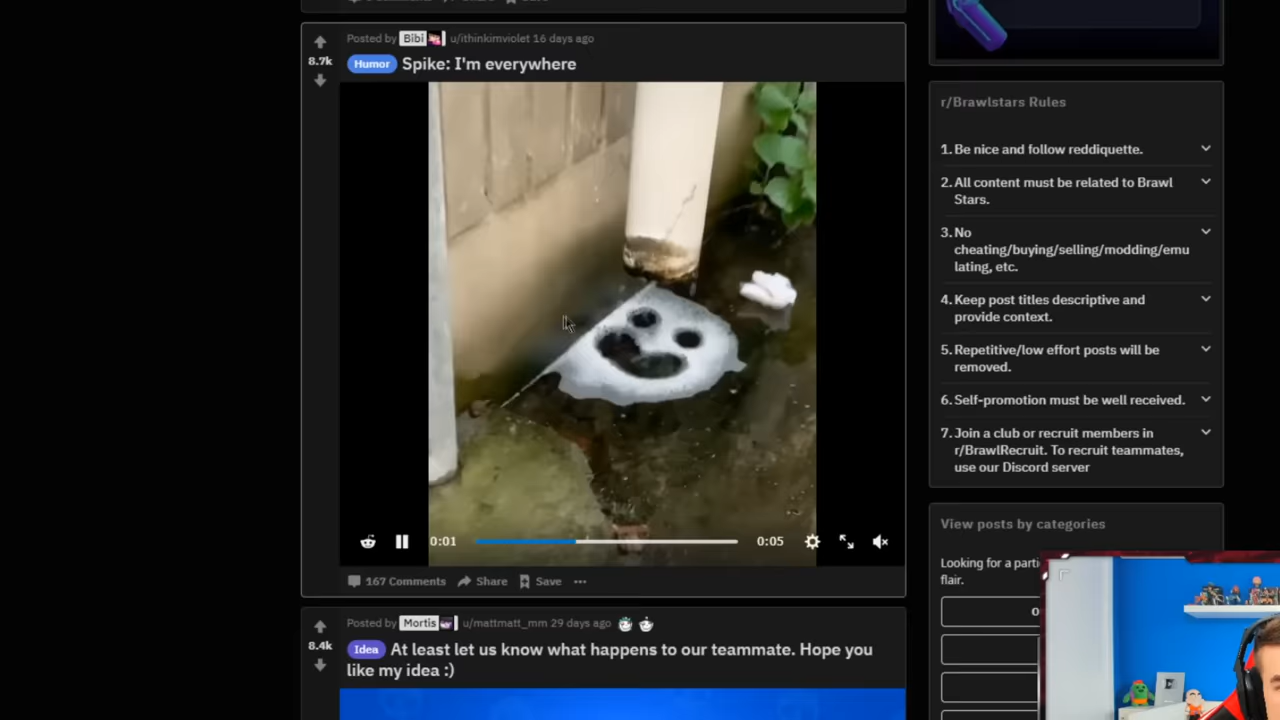 Posted by Bibi u/ithinkimviolet 16 days ago
8.7k
Humor Spike: I'm everywhere
0:01
0:05
167 Comments Share Save
Posted by Mortis u/mattmatt_mm 29 days ago
8.4k
Idea At least let us know what happens to our teammate. Hope you
like my idea :)
r/Brawlstars Rules
1. Be nice and follow reddiquette.
2. All content must be related to Brawl
Stars.
3. No
cheating/buying/selling/modding/emu
lating, etc.
4. Keep post titles descriptive and
provide context.
5. Repetitive/low effort posts will be
removed.
6. Self-promotion must be well received.
7. Join a club or recruit members in
r/BrawlRecruit. To recruit teammates,
use our Discord server
View posts by categories
Looking for a parti
flair.